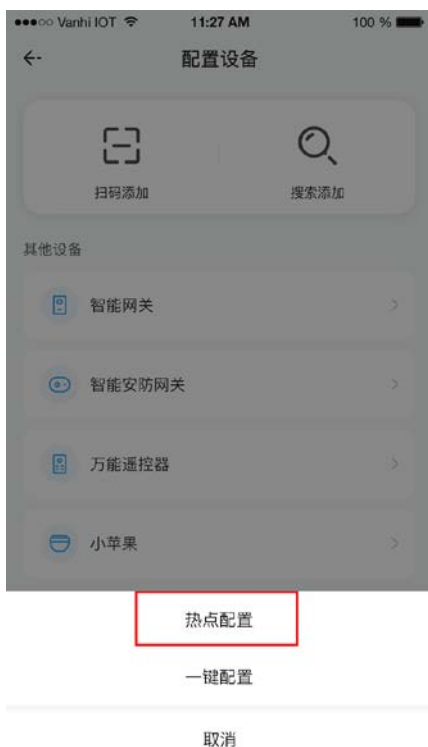 Vanhi IOT 11:27 AM 100 %
配置设备
扫码添加 搜索添加
其他设备
智能网关
智能安防网关
万能遥控器
小苹果
热点配置
一键配置
取消